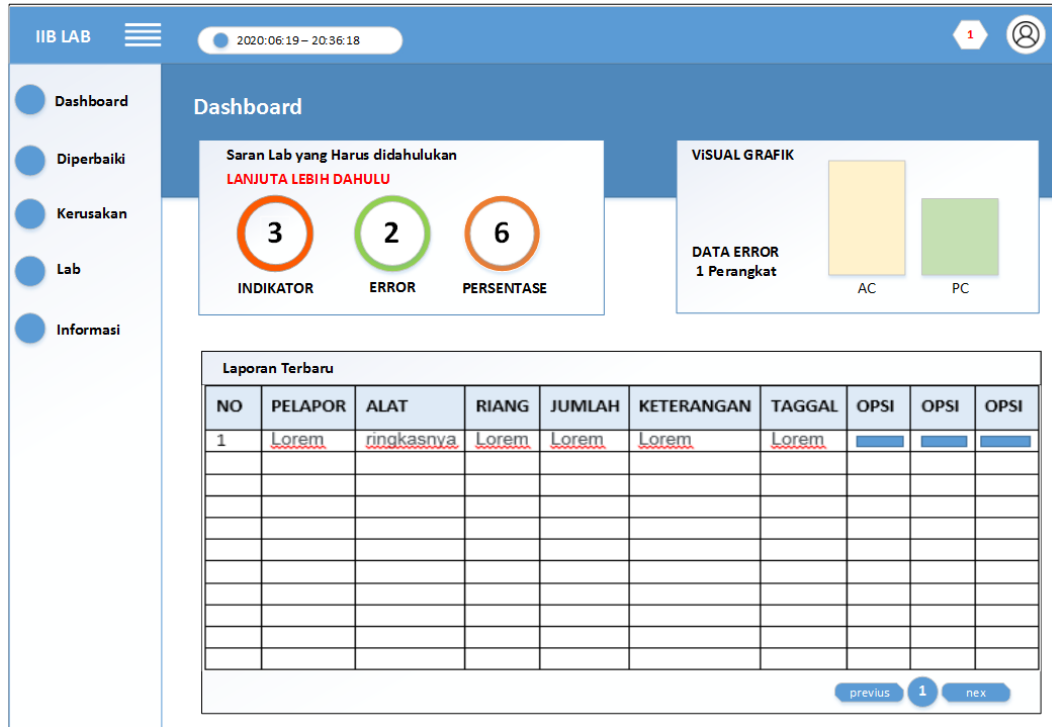 IIB LAB
2020:06:19 – 20:36:18
1
Dashboard
Diperbaiki
Kerusakan
Lab
Informasi
Dashboard
Saran Lab yang Harus didahulukan
LANJUTA LEBIH DAHULU
3
2
6
INDIKATOR
ERROR
PERSENTASE
ViSUAL GRAFIK
DATA ERROR
1 Perangkat
AC
PC
Laporan Terbaru
NO PELAPOR ALAT RIANG JUMLAH KETERANGAN TAGGAL OPSI OPSI OPSI
1 Lorem ringkasnya Lorem Lorem Lorem Lorem
previus 1 nex